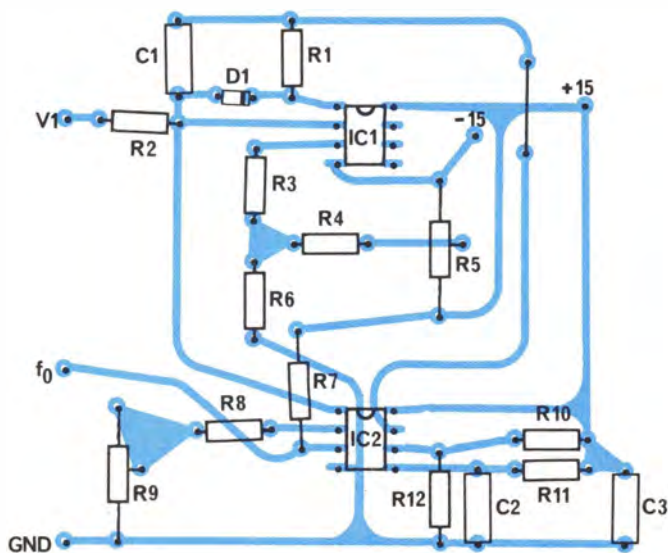 C1
R1
D1
+15
-15
V1
R2
IC1
R3
R4
R5
R6
f0
R7
R8
IC2
R10
R9
R12
C2
R11
C3
GND